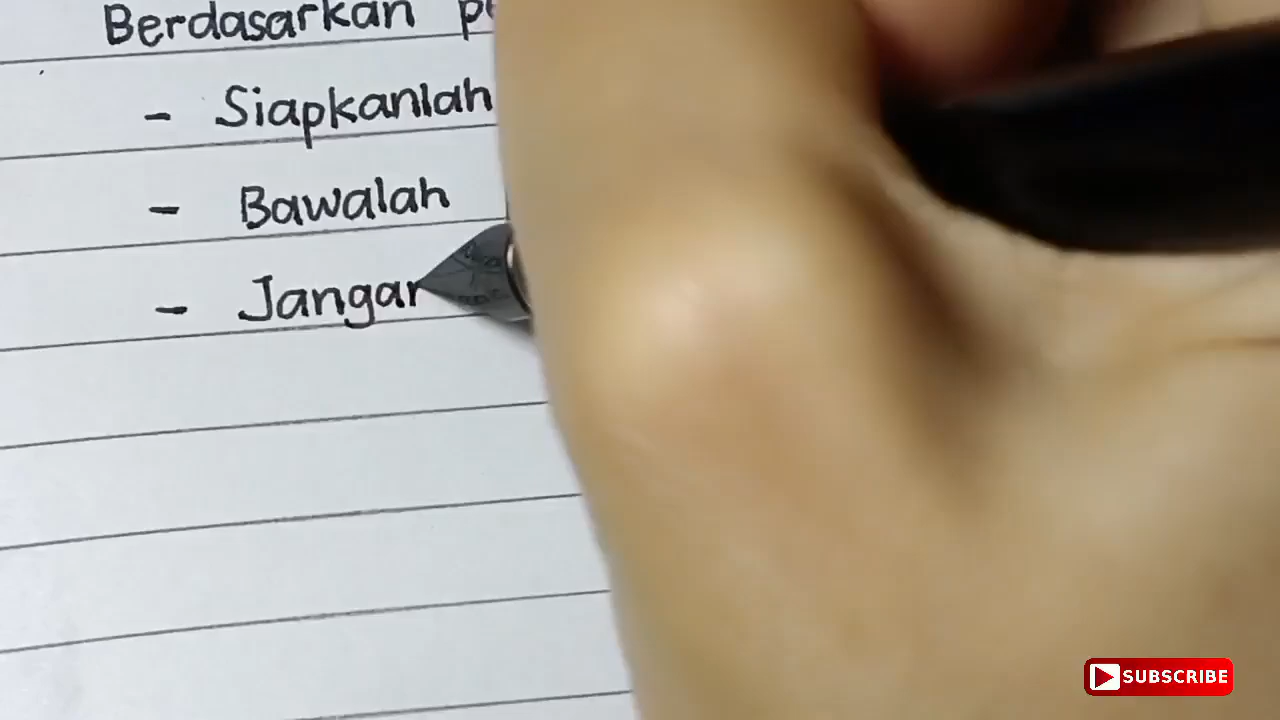 Berdasarkan
- Siapkanlah
- Bawalah
- Jangan
SUBSCRIBE